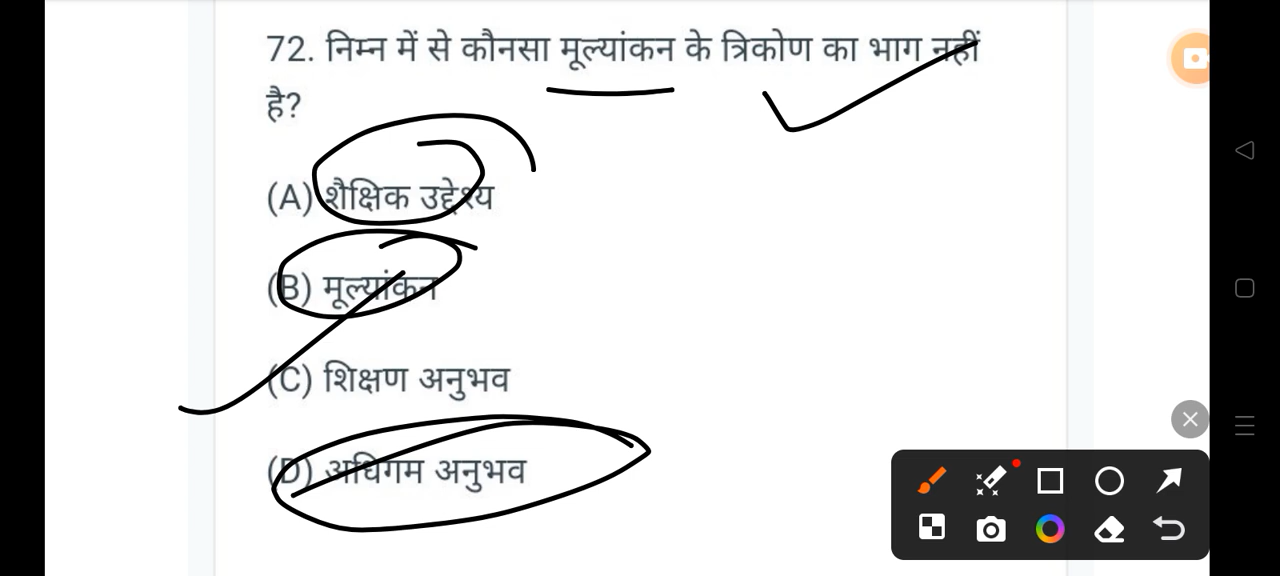 72. निम्न में से कौनसा मूल्यांकन के त्रिकोण का भाग नहीं
है?
(A) शैक्षिक उद्देश्य
(B) मूल्यांकन
(C) शिक्षण अनुभव
(D) अधिगम अनुभव